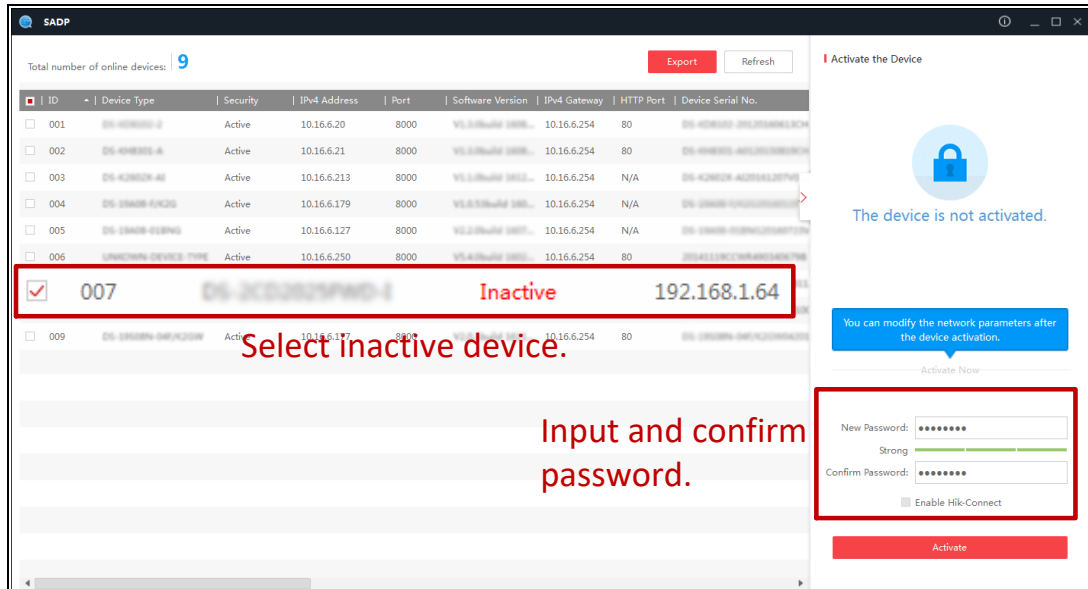 SADP
Total number of online devices: 9
Export
Refresh
ID | Device Type | Security | IPv4 Address | Port | Software Version | IPv4 Gateway | HTTP Port | Device Serial No.
001 Active 10.16.6.20 8000 10.16.6.254 80
002 Active 10.16.6.21 8000 10.16.6.254 80
003 Active 10.16.6.213 8000 10.16.6.254 N/A
004 Active 10.16.6.179 8000 10.16.6.254 N/A
005 Active 10.16.6.127 8000 10.16.6.254 N/A
006 Active 10.16.6.250 8000 10.16.6.254 80
007 Inactive 192.168.1.64
009 Active 8000 10.16.6.254 80
Select inactive device.
Input and confirm
password.
Activate the Device
The device is not activated.
You can modify the network parameters after
the device activation.
Activate Now
New Password: ••••••••
Strong
Confirm Password: ••••••••
Enable Hik-Connect
Activate